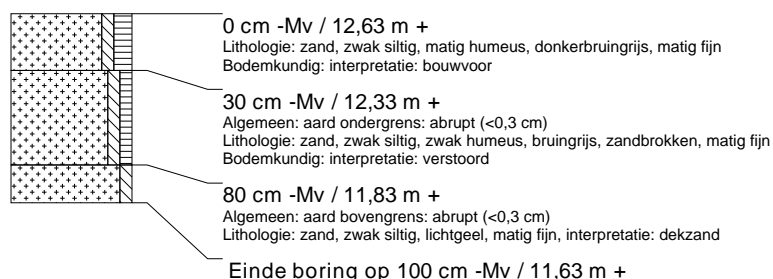 0 cm -Mv / 12,63 m +
Lithologie: zand, zwak siltig, matig humeus, donkerbruingrijs, matig fijn
Bodemkundig: interpretatie: bouwvoor
30 cm -Mv / 12,33 m +
Algemeen: aard ondergrens: abrupt (<0,3 cm)
Lithologie: zand, zwak siltig, zwak humeus, bruingrijs, zandbrokken, matig fijn
Bodemkundig: interpretatie: verstoord
80 cm -Mv / 11,83 m +
Algemeen: aard bovengrens: abrupt (<0,3 cm)
Lithologie: zand, zwak siltig, lichtgeel, matig fijn, interpretatie: dekzand
Einde boring op 100 cm -Mv / 11,63 m +